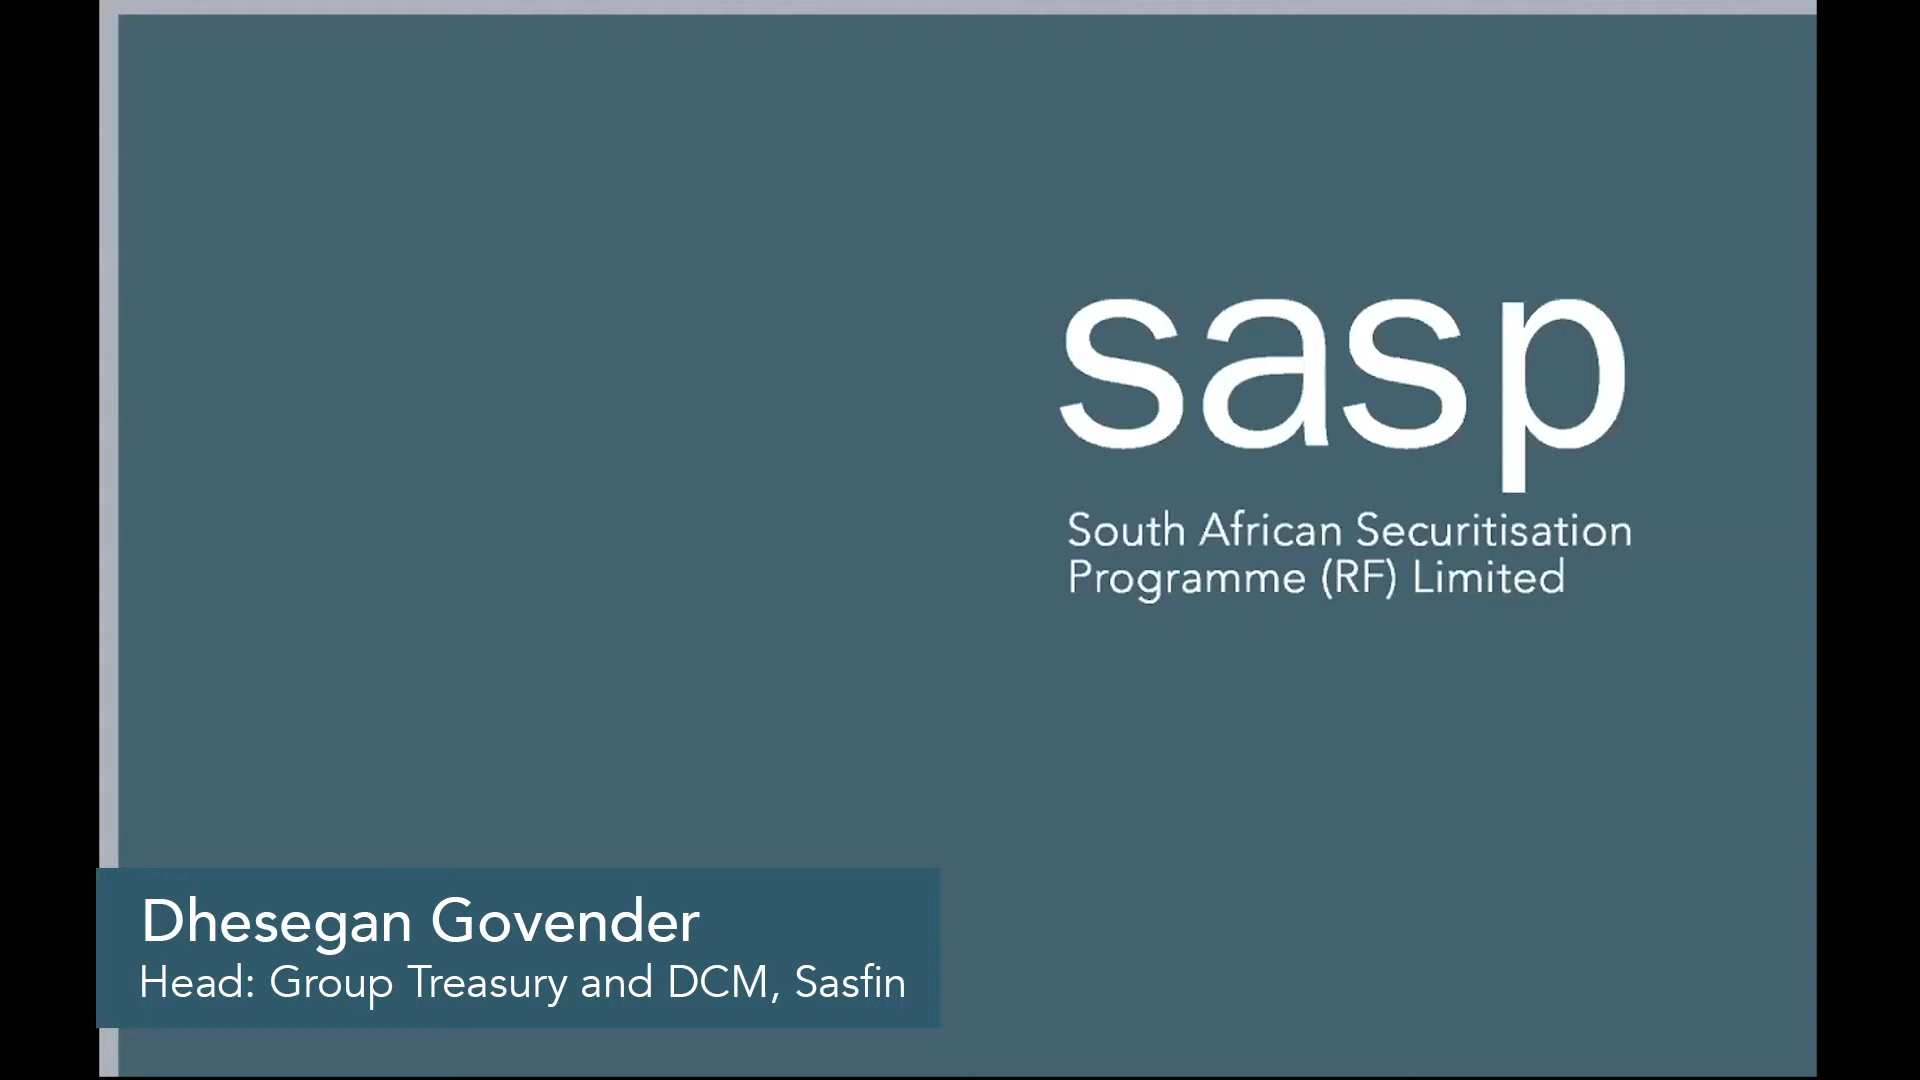 sasp
South African Securitisation
Programme (RF) Limited
Dhesegan Govender
Head: Group Treasury and DCM, Sasfin